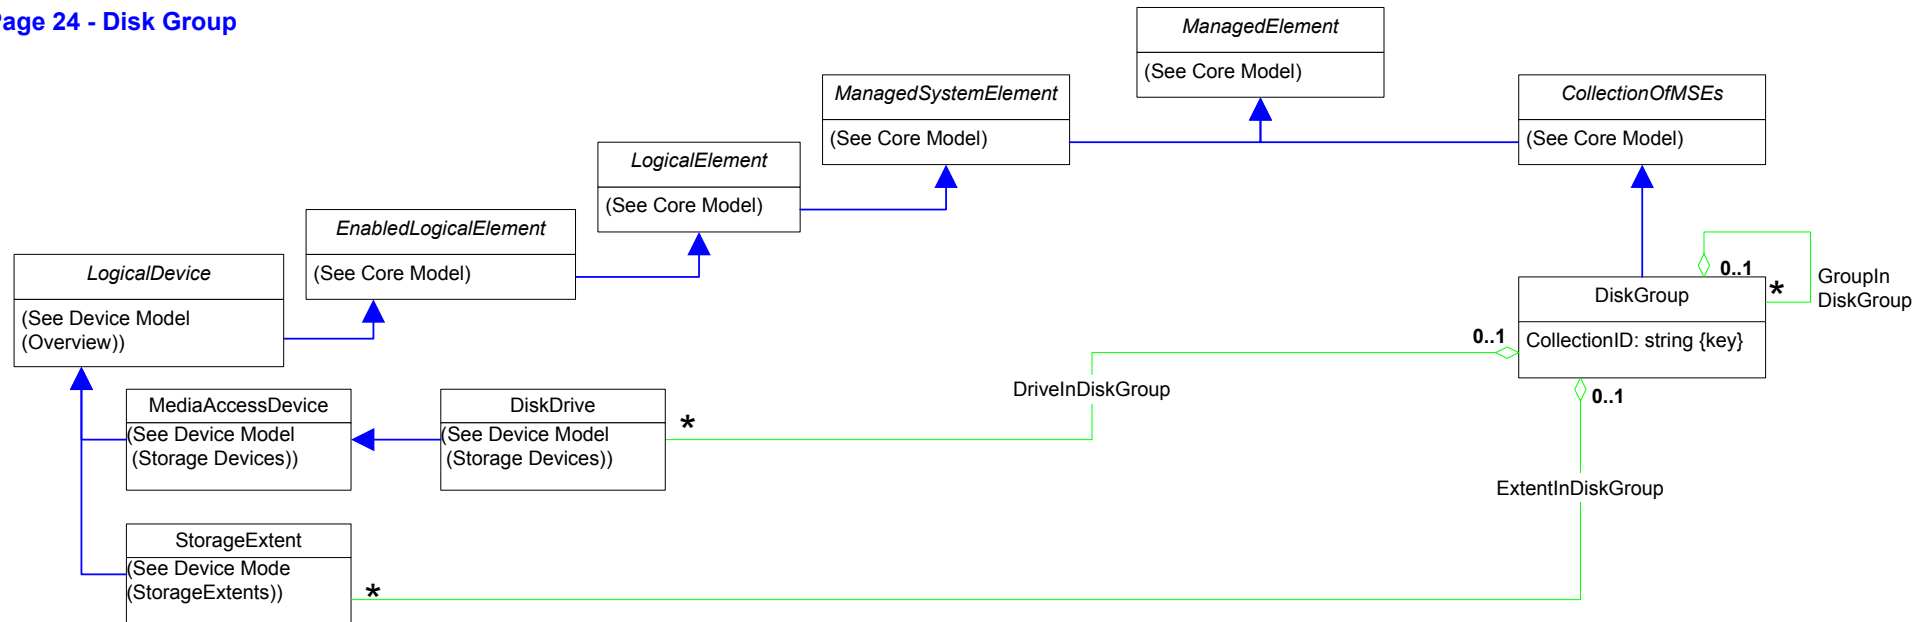 Page 24 - Disk Group
ManagedElement
(See Core Model)
ManagedSystemElement
(See Core Model)
CollectionOfMSEs
(See Core Model)
LogicalElement
(See Core Model)
EnabledLogicalElement
(See Core Model)
LogicalDevice
(See Device Model
(Overview))
0..1
GroupIn
DiskGroup
*
DiskGroup
CollectionID: string {key}
0..1
0..1
DriveInDiskGroup
MediaAccessDevice
(See Device Model
(Storage Devices))
DiskDrive
(See Device Model
(Storage Devices))
*
ExtentInDiskGroup
StorageExtent
(See Device Mode
(StorageExtents))
*